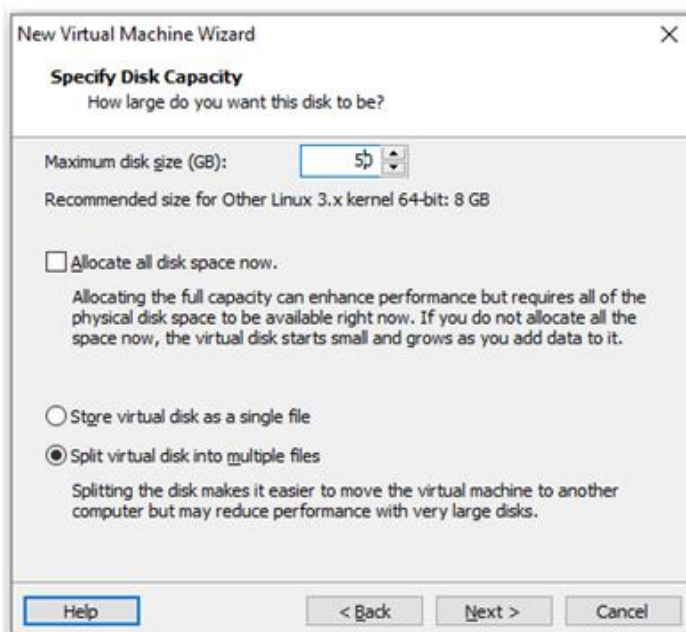 New Virtual Machine Wizard
Specify Disk Capacity
How large do you want this disk to be?
Maximum disk size (GB): 50
Recommended size for Other Linux 3.x kernel 64-bit: 8 GB
Allocate all disk space now.
Allocating the full capacity can enhance performance but requires all of the
physical disk space to be available right now. If you do not allocate all the
space now, the virtual disk starts small and grows as you add data to it.
Store virtual disk as a single file
Split virtual disk into multiple files
Splitting the disk makes it easier to move the virtual machine to another
computer but may reduce performance with very large disks.
Help < Back Next > Cancel